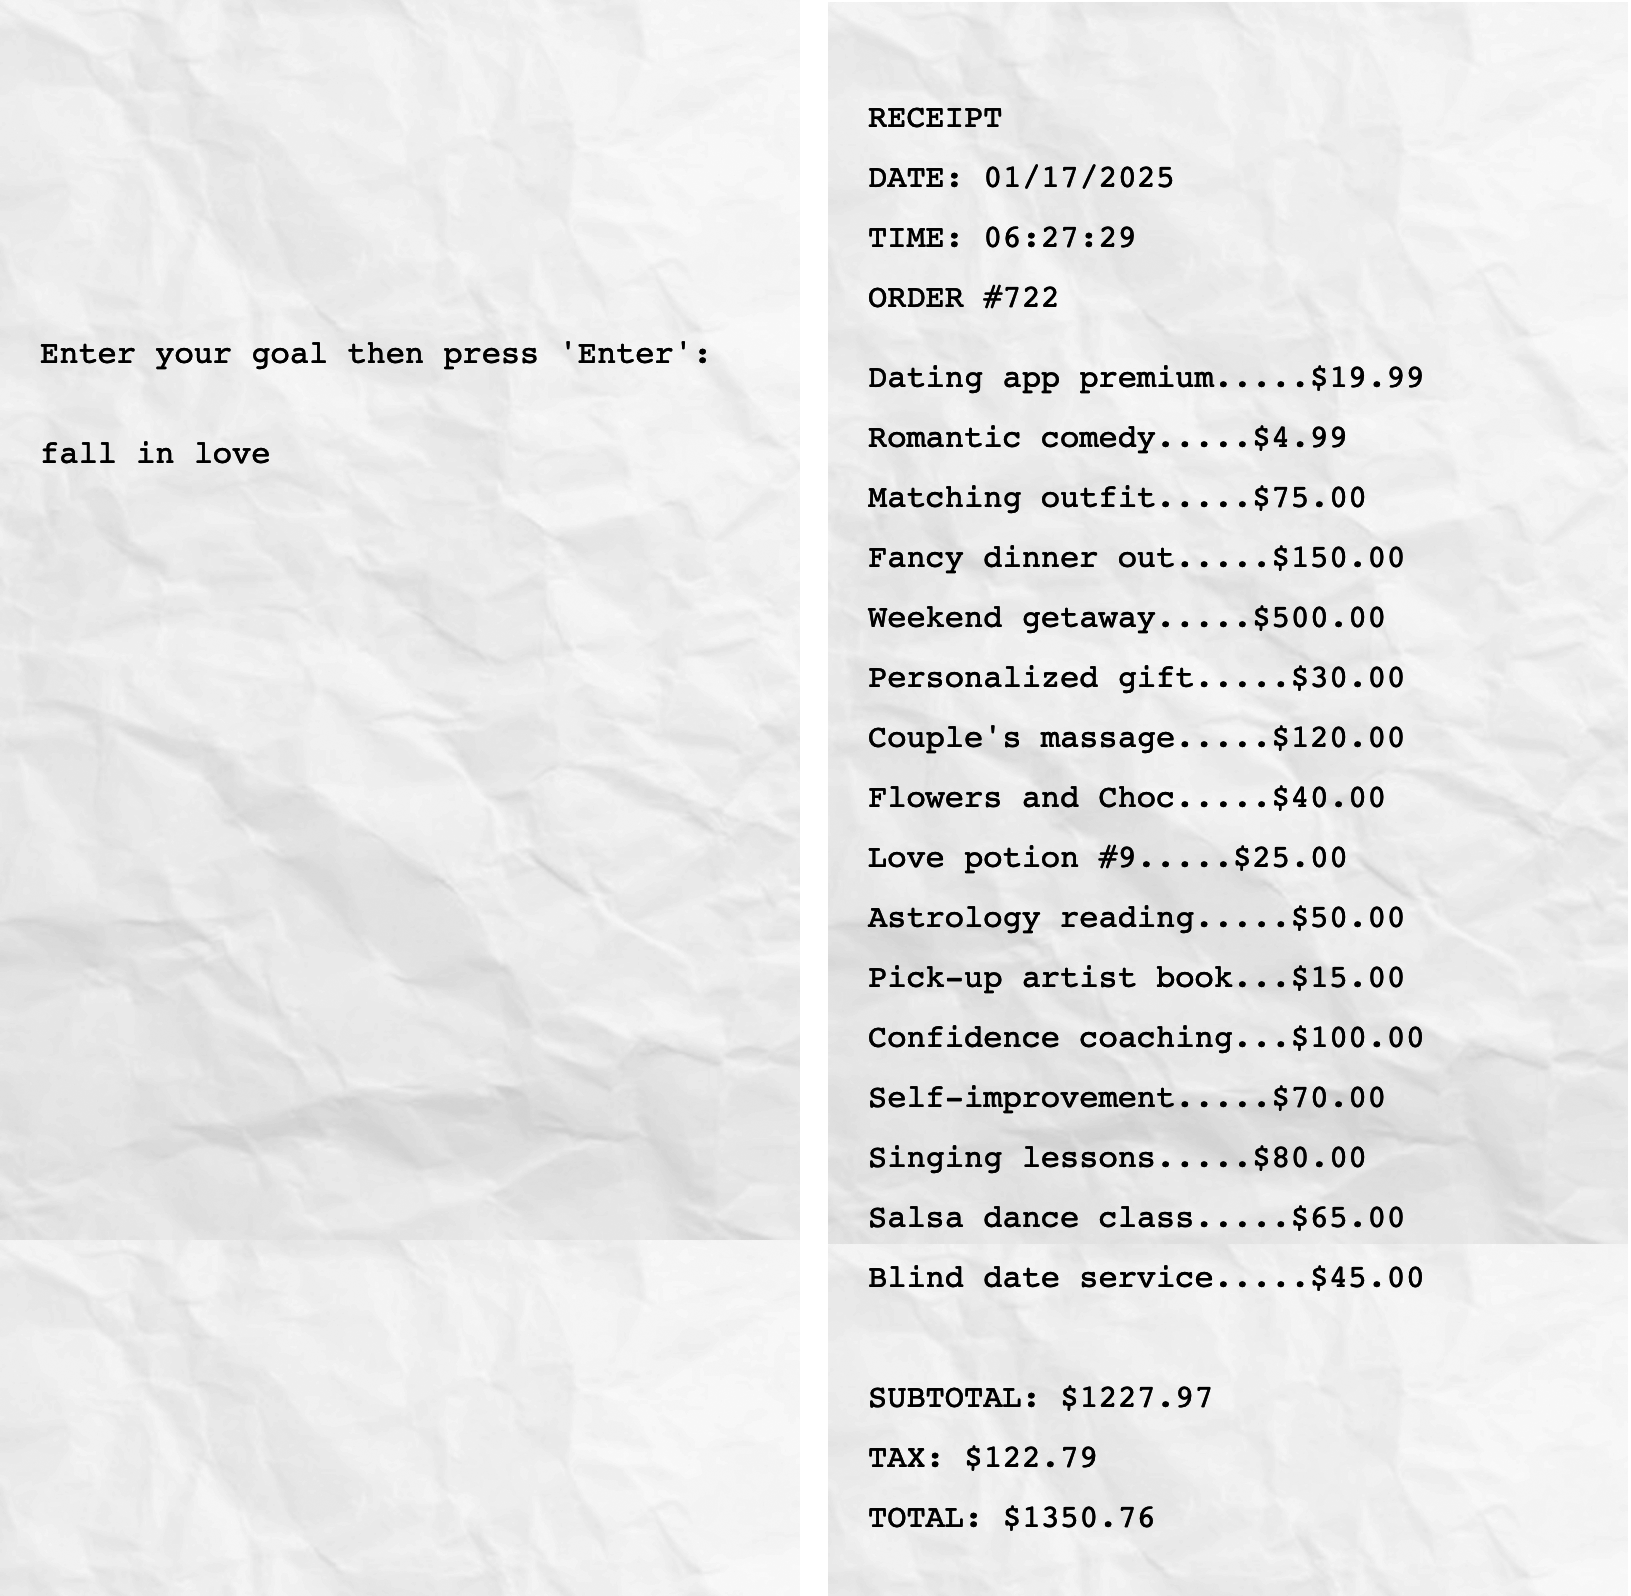 Enter your goal then press 'Enter':
fall in love
RECEIPT
DATE: 01/17/2025
TIME: 06:27:29
ORDER #722
Dating app premium.....$19.99
Romantic comedy.....$4.99
Matching outfit.....$75.00
Fancy dinner out.....$150.00
Weekend getaway.....$500.00
Personalized gift.....$30.00
Couple's massage.....$120.00
Flowers and Choc.....$40.00
Love potion #9.....$25.00
Astrology reading.....$50.00
Pick-up artist book...$15.00
Confidence coaching...$100.00
Self-improvement.....$70.00
Singing lessons.....$80.00
Salsa dance class.....$65.00
Blind date service.....$45.00
SUBTOTAL: $1227.97
TAX: $122.79
TOTAL: $1350.76